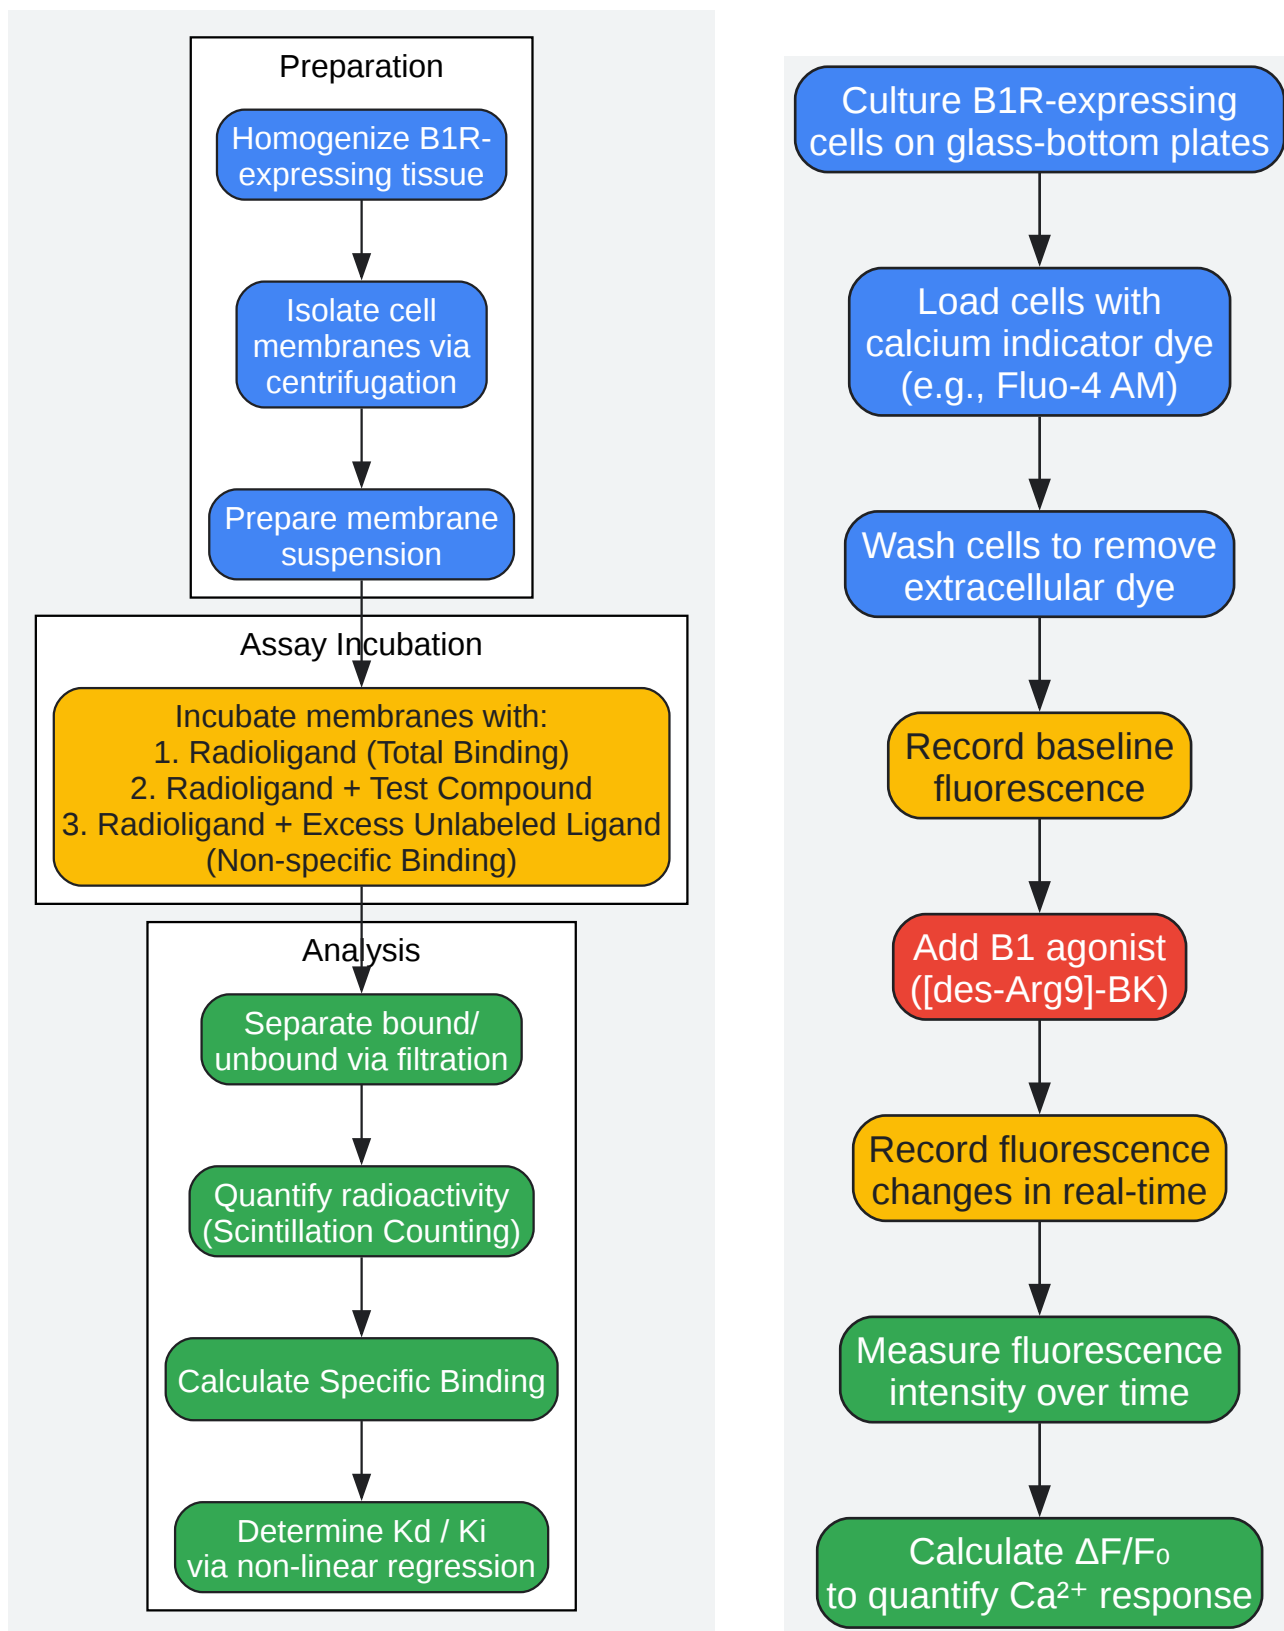 Preparation
Homogenize B1R-
expressing tissue
Isolate cell
membranes via
centrifugation
Prepare membrane
suspension
Assay Incubation
Incubate membranes with:
1. Radioligand (Total Binding)
2. Radioligand + Test Compound
3. Radioligand + Excess Unlabeled Ligand
(Non-specific Binding)
Analysis
Separate bound/
unbound via filtration
Quantify radioactivity
(Scintillation Counting)
Calculate Specific Binding
Determine Kd / Ki
via non-linear regression
Culture B1R-expressing
cells on glass-bottom plates
Load cells with
calcium indicator dye
(e.g., Fluo-4 AM)
Wash cells to remove
extracellular dye
Record baseline
fluorescence
Add B1 agonist
([des-Arg9]-BK)
Record fluorescence
changes in real-time
Measure fluorescence
intensity over time
Calculate ΔF/F₀
to quantify Ca²⁺ response